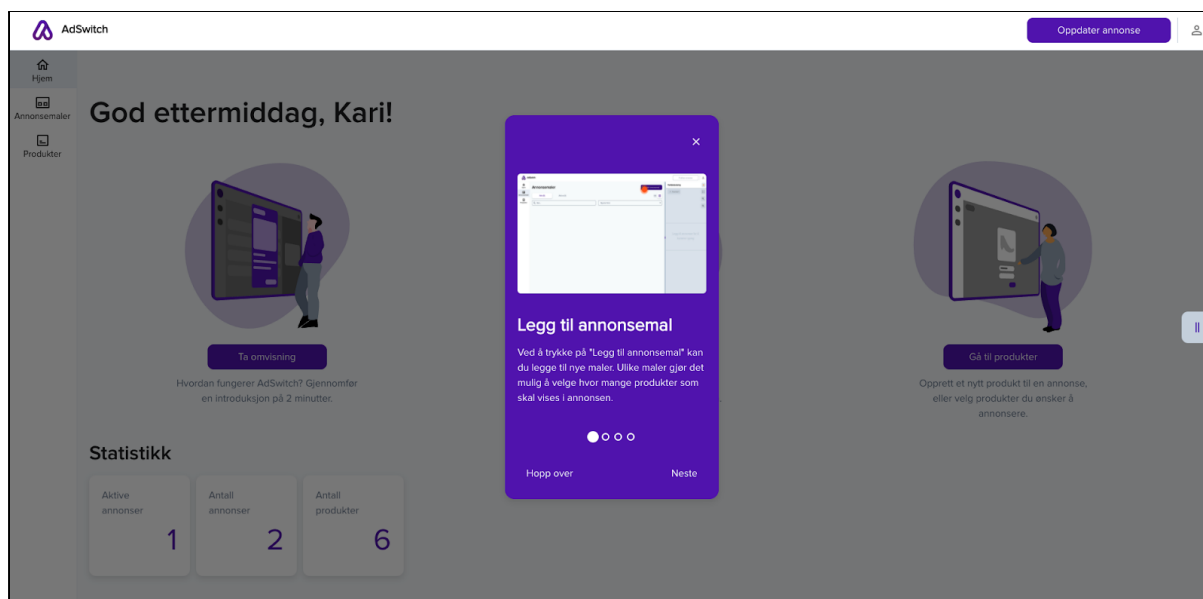 AdSwitch
Oppdater annonse
Hjem
Annonsemaler
Produkter
God ettermiddag, Kari!
Ta omvisning
Hvordan fungerer AdSwitch? Gjennomfør
en introduksjon på 2 minutter.
Legg til annonsemal
Ved å trykke på "Legg til annonsemal" kan
du legge til nye maler. Ulike maler gjør det
mulig å velge hvor mange produkter som
skal vises i annonsen.
Hopp over
Neste
Gå til produkter
Opprett et nytt produkt til en annonse,
eller velg produkter du ønsker å
annonsere.
Statistikk
Aktive
annonser
1
Antall
annonser
2
Antall
produkter
6